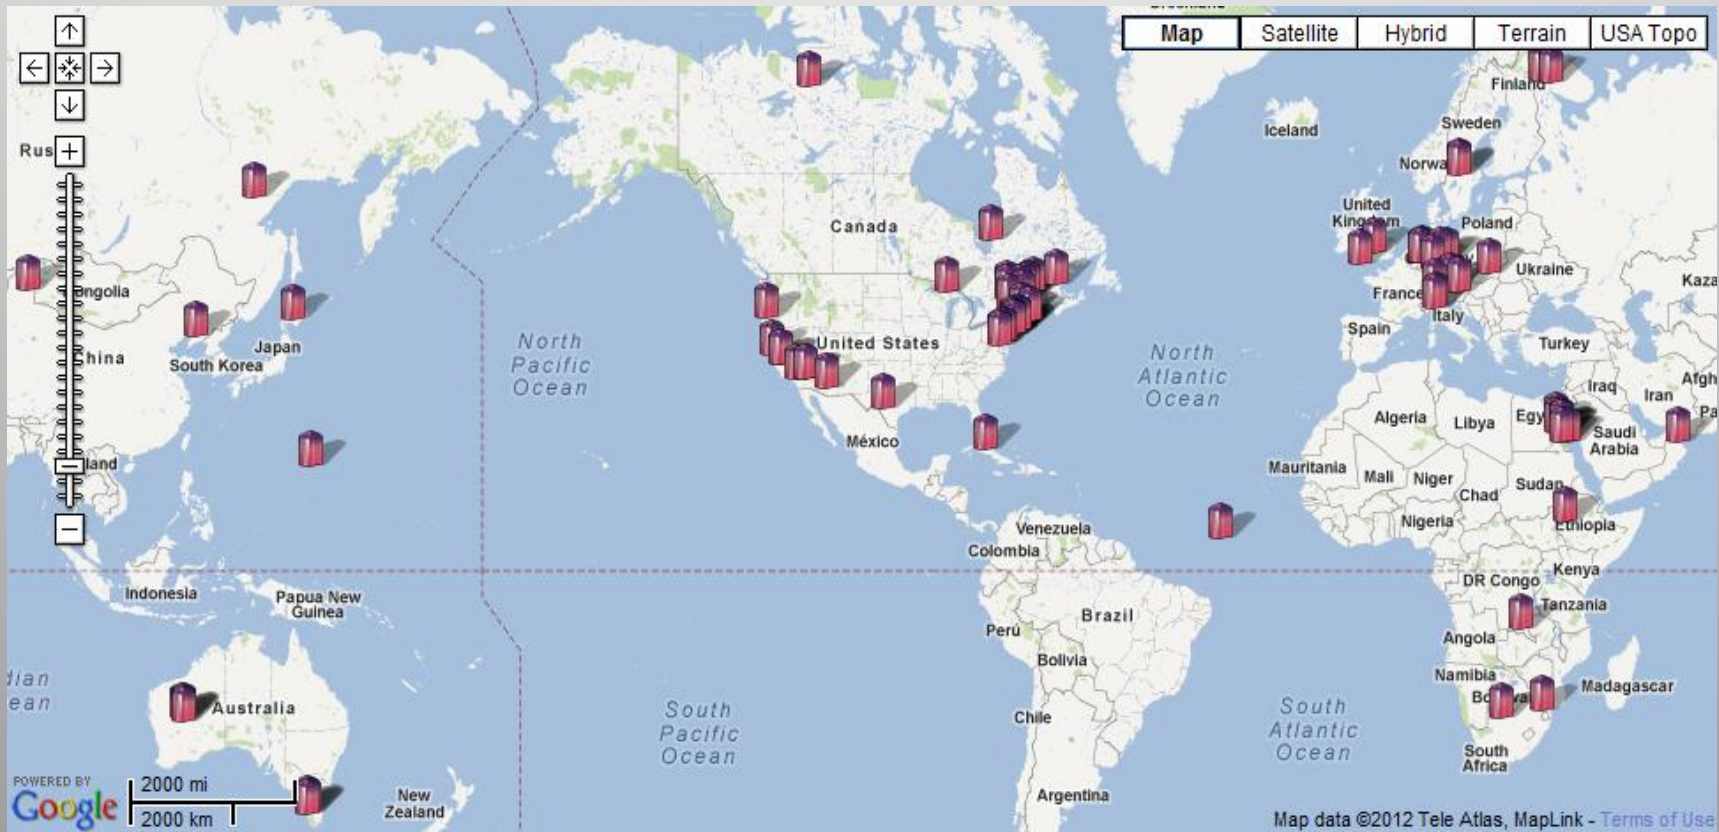 Map
Satellite
Hybrid
Terrain
USA Topo
Finland
Sweden
Iceland
Rus
United
Kingdom
Poland
Canada
Ukraine
Kaza
France
Italy
Spain
Turkey
China
Japan
South Korea
North
Pacific
Ocean
United States
North
Atlantic
Ocean
Iraq
Afgh
Iran
Pa
Algeria
Libya
Egy
Saudi
Arabia
México
Mauritania
Mali
Niger
Chad
Sudan
Nigeria
Ethiopia
Venezuela
Colombia
Kenya
DR Congo
Indonesia
Papua New
Guinea
Tanzania
Brazil
Perú
Angola
Bolivia
Namibia
Madagascar
dian
ean
Australia
South
Pacific
Ocean
Chile
South
Atlantic
Ocean
South
Africa
New
Zealand
Argentina
POWERED BY
Google
2000 mi
2000 km
Map data ©2012 Tele Atlas, MapLink - Terms of Use